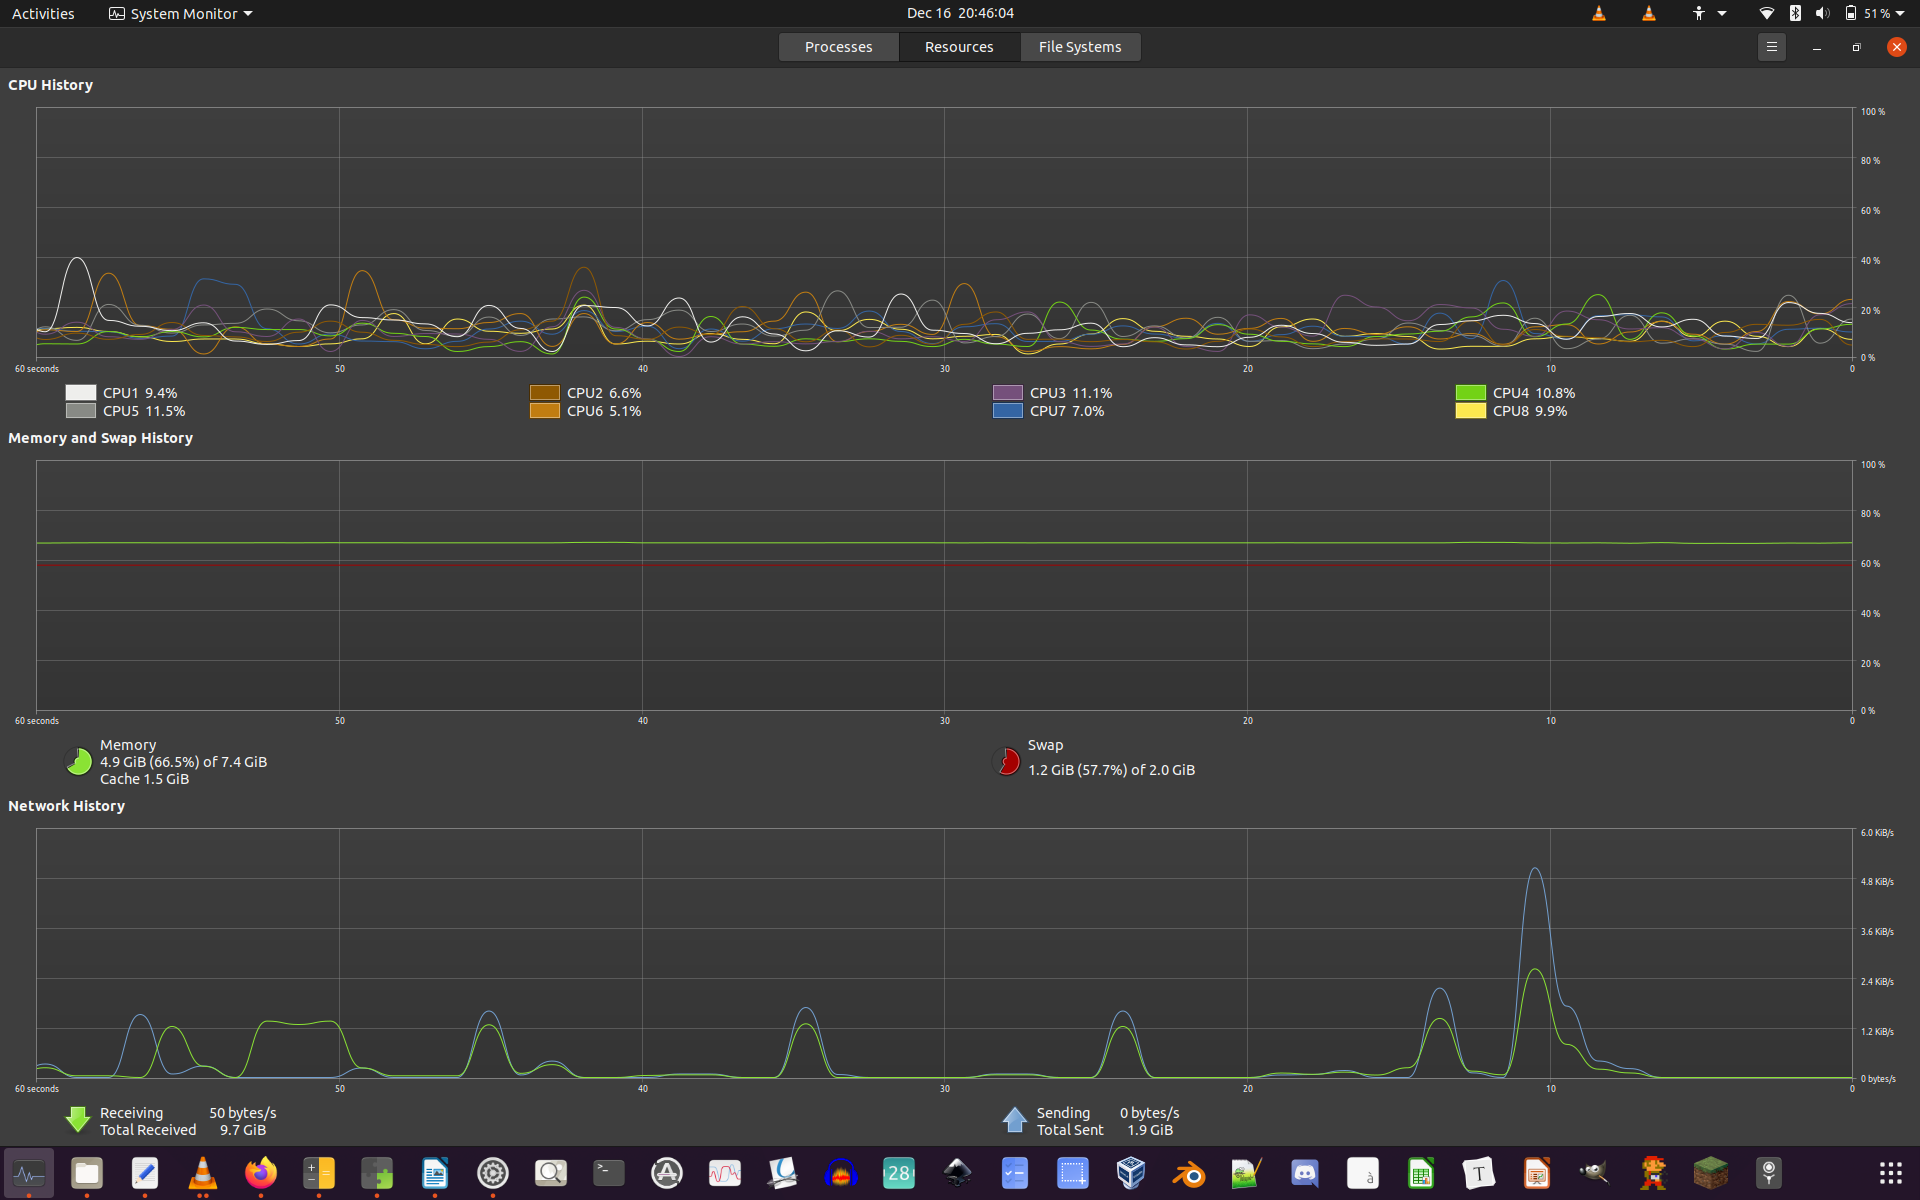 Activities System Monitor Dec 16 20:46:04 51 %
Processes Resources File Systems
CPU History
100 %
80 %
60 %
40 %
20 %
0 %
60 seconds 50 40 30 20 10 0
CPU1 9.4% CPU2 6.6% CPU3 11.1% CPU4 10.8%
CPU5 11.5% CPU6 5.1% CPU7 7.0% CPU8 9.9%
Memory and Swap History
100 %
80 %
60 %
40 %
20 %
0 %
60 seconds 50 40 30 20 10 0
Memory
4.9 GiB (66.5%) of 7.4 GiB
Cache 1.5 GiB
Swap
1.2 GiB (57.7%) of 2.0 GiB
Network History
6.0 KiB/s
4.8 KiB/s
3.6 KiB/s
2.4 KiB/s
1.2 KiB/s
0 bytes/s
60 seconds 50 40 30 20 10 0
Receiving 50 bytes/s
Total Received 9.7 GiB
Sending 0 bytes/s
Total Sent 1.9 GiB
28 à T